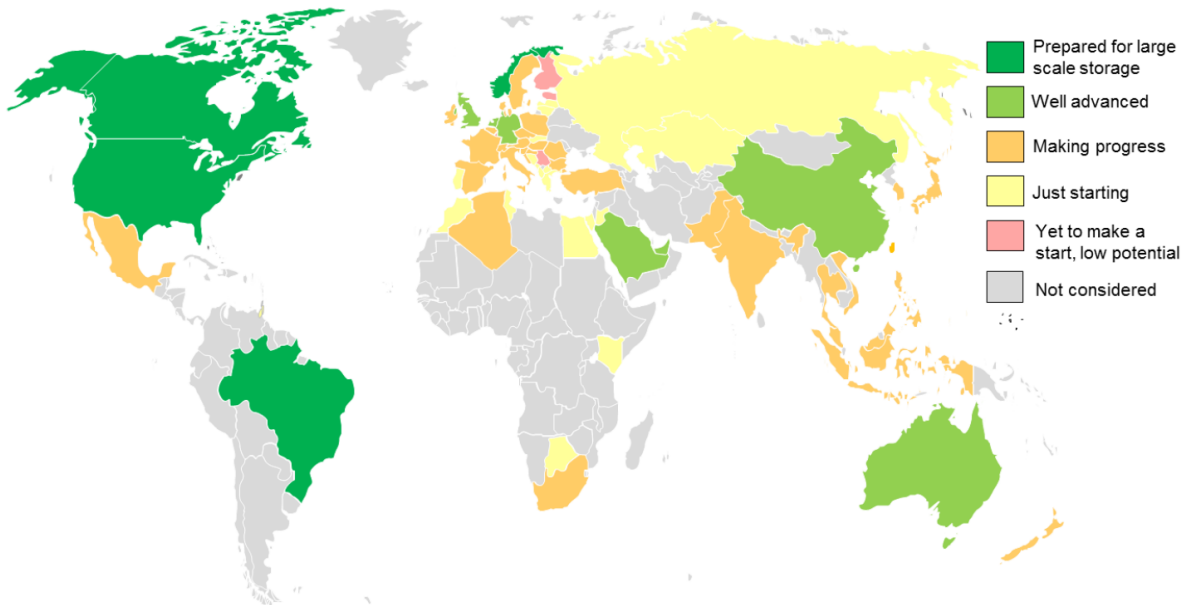 Prepared for large
scale storage
Well advanced
Making progress
Just starting
Yet to make a
start, low potential
Not considered